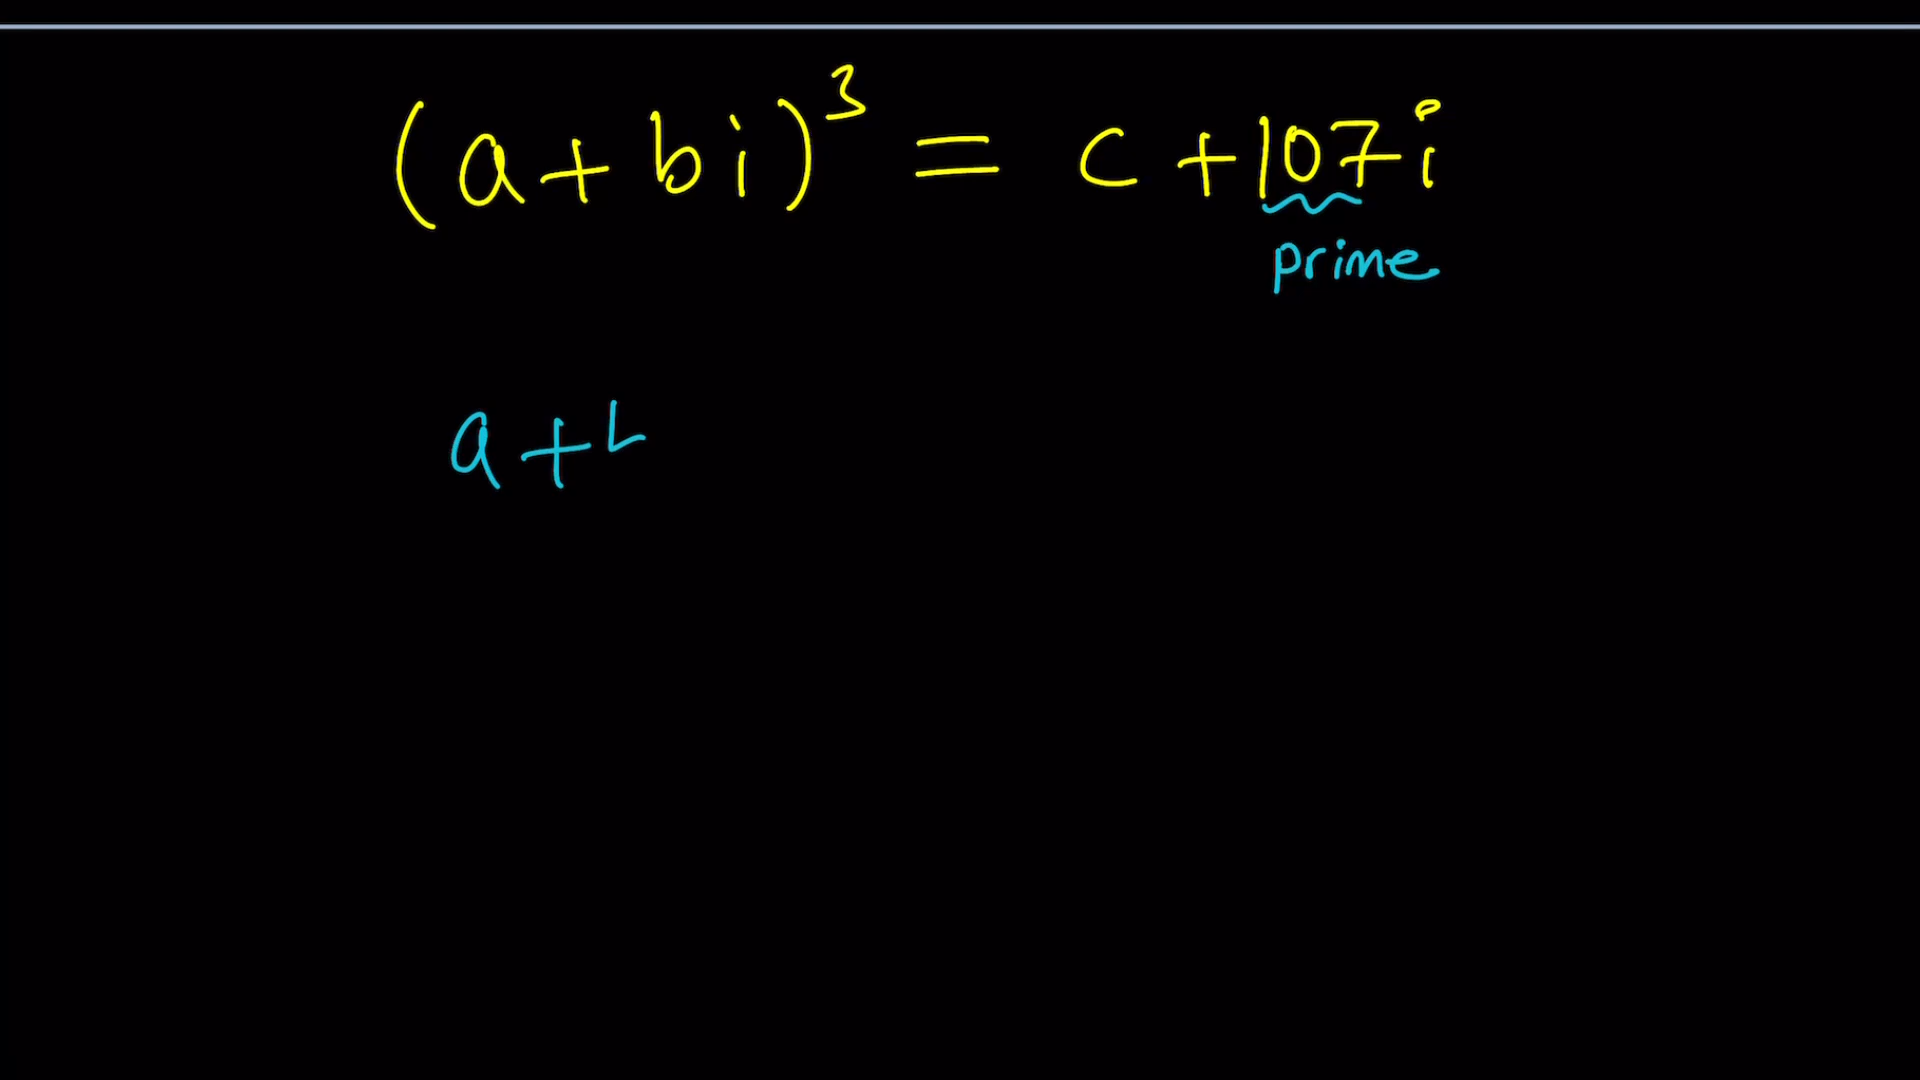 (a+bi)³ = c+107i
prime
a+